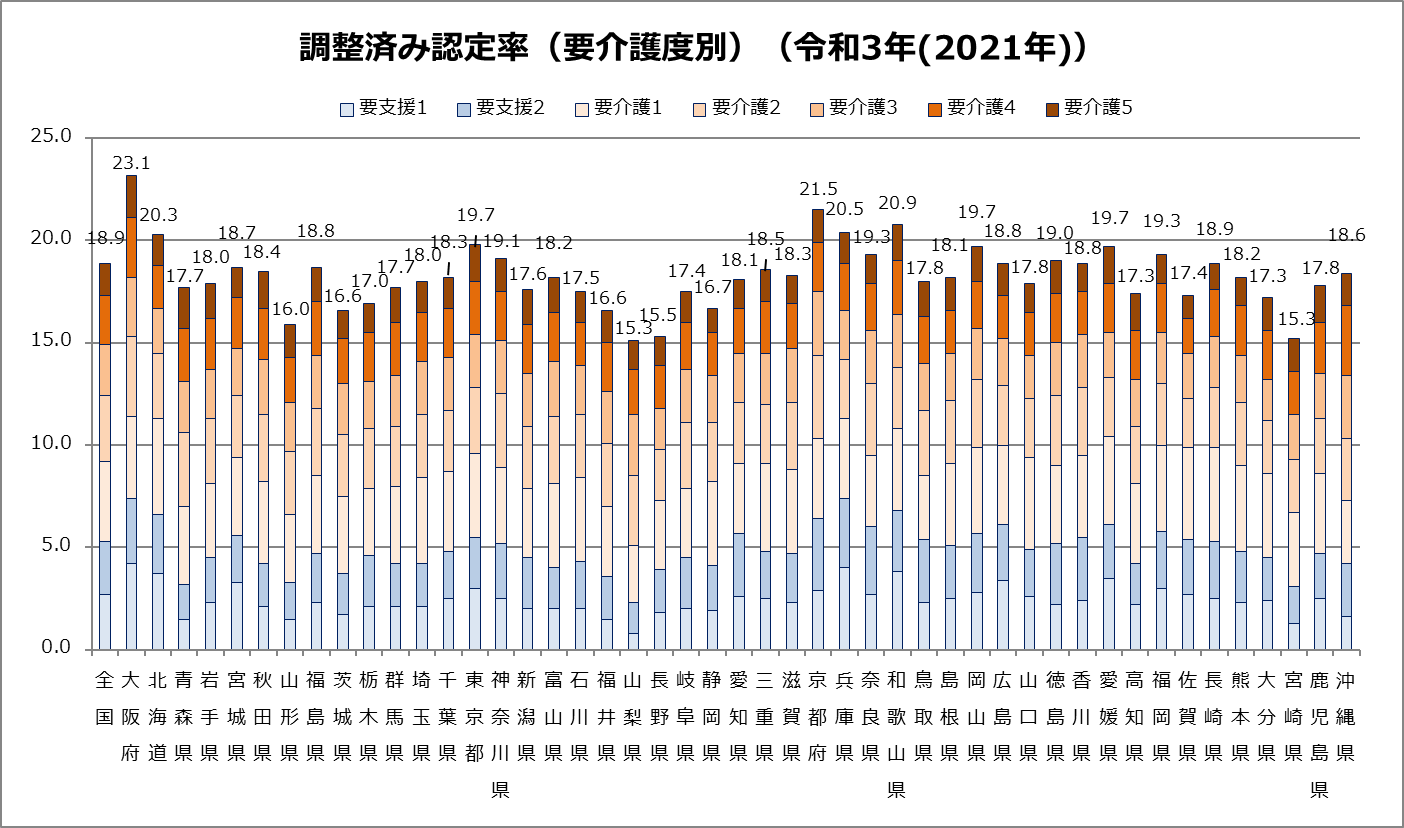 調整済み認定率（要介護度別）（令和3年(2021年)）
要支援1 要支援2 要介護1 要介護2 要介護3 要介護4 要介護5
25.0
20.0
15.0
10.0
5.0
0.0
18.9 23.1 20.3 17.7 18.0 18.7 18.4 16.0 18.8 16.6 17.0 17.7 18.0 18.3 19.7 19.1 17.6 18.2 17.5 16.6 15.3 15.5 17.4 16.7 18.1 18.5 18.3 21.5 20.5 19.3 20.9 17.8 18.1 19.7 18.8 17.8 19.0 18.8 19.7 17.3 19.3 17.4 18.9 18.2 17.3 15.3 17.8 18.6
全国
大阪府
北海道
青森県
岩手県
宮城県
秋田県
山形県
福島県
茨城県
栃木県
群馬県
埼玉県
千葉県
東京都
神奈川県
新潟県
富山県
石川県
福井県
山梨県
長野県
岐阜県
静岡県
愛知県
三重県
滋賀県
京都府
兵庫県
奈良県
和歌山県
鳥取県
島根県
岡山県
広島県
山口県
徳島県
香川県
愛媛県
高知県
福岡県
佐賀県
長崎県
熊本県
大分県
宮崎県
鹿児島県
沖縄県